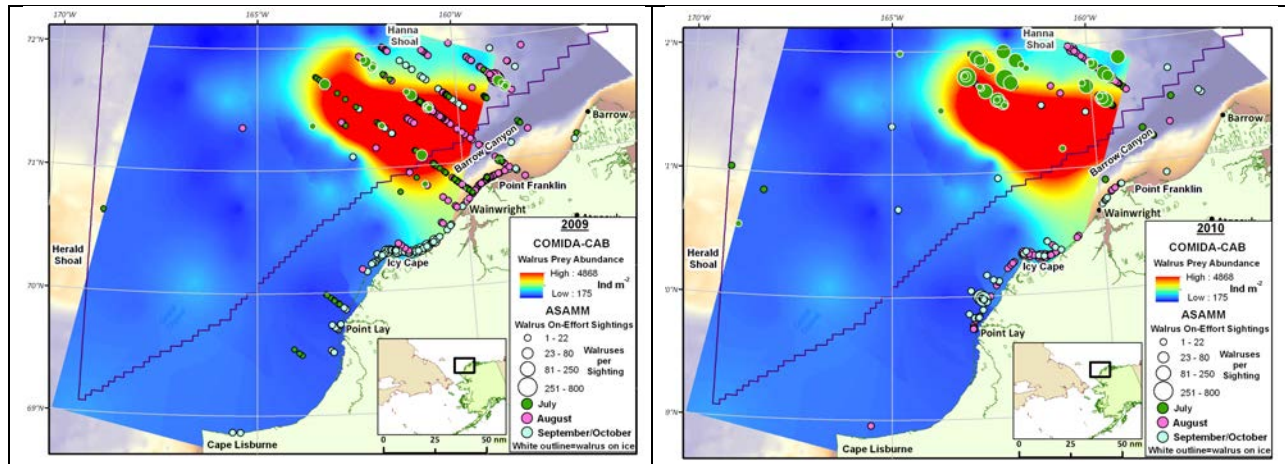 170°W
165°W
160°W
72°N
71°N
70°N
69°N
Hanna
Shoal
Barrow
Barrow Canyon
Point Franklin
Wainwright
Icy Cape
Herald
Shoal
Point Lay
Cape Lisburne
2009
COMIDA-CAB
Walrus Prey Abundance
High : 4868
Ind m-2
Low : 175
ASAMM
Walrus On-Effort Sightings
1 - 22
23 - 80
81 - 250
251 - 800
Walruses
per
Sighting
July
August
September/October
White outline=walrus on ice
0 25 50 nm
170°W
165°W
160°W
2°N
1°N
0°N
9°N
Hanna
Shoal
Barrow
Barrow Canyon
Point Franklin
Wainwright
Icy Cape
Herald
Shoal
Point Lay
Cape Lisburne
2010
COMIDA-CAB
Walrus Prey Abundance
High : 4868
Ind m-2
Low : 175
ASAMM
Walrus On-Effort Sightings
1 - 22
23 - 80
81 - 250
251 - 800
Walruses
per
Sighting
July
August
September/October
White outline=walrus on ice
0 25 50 nm